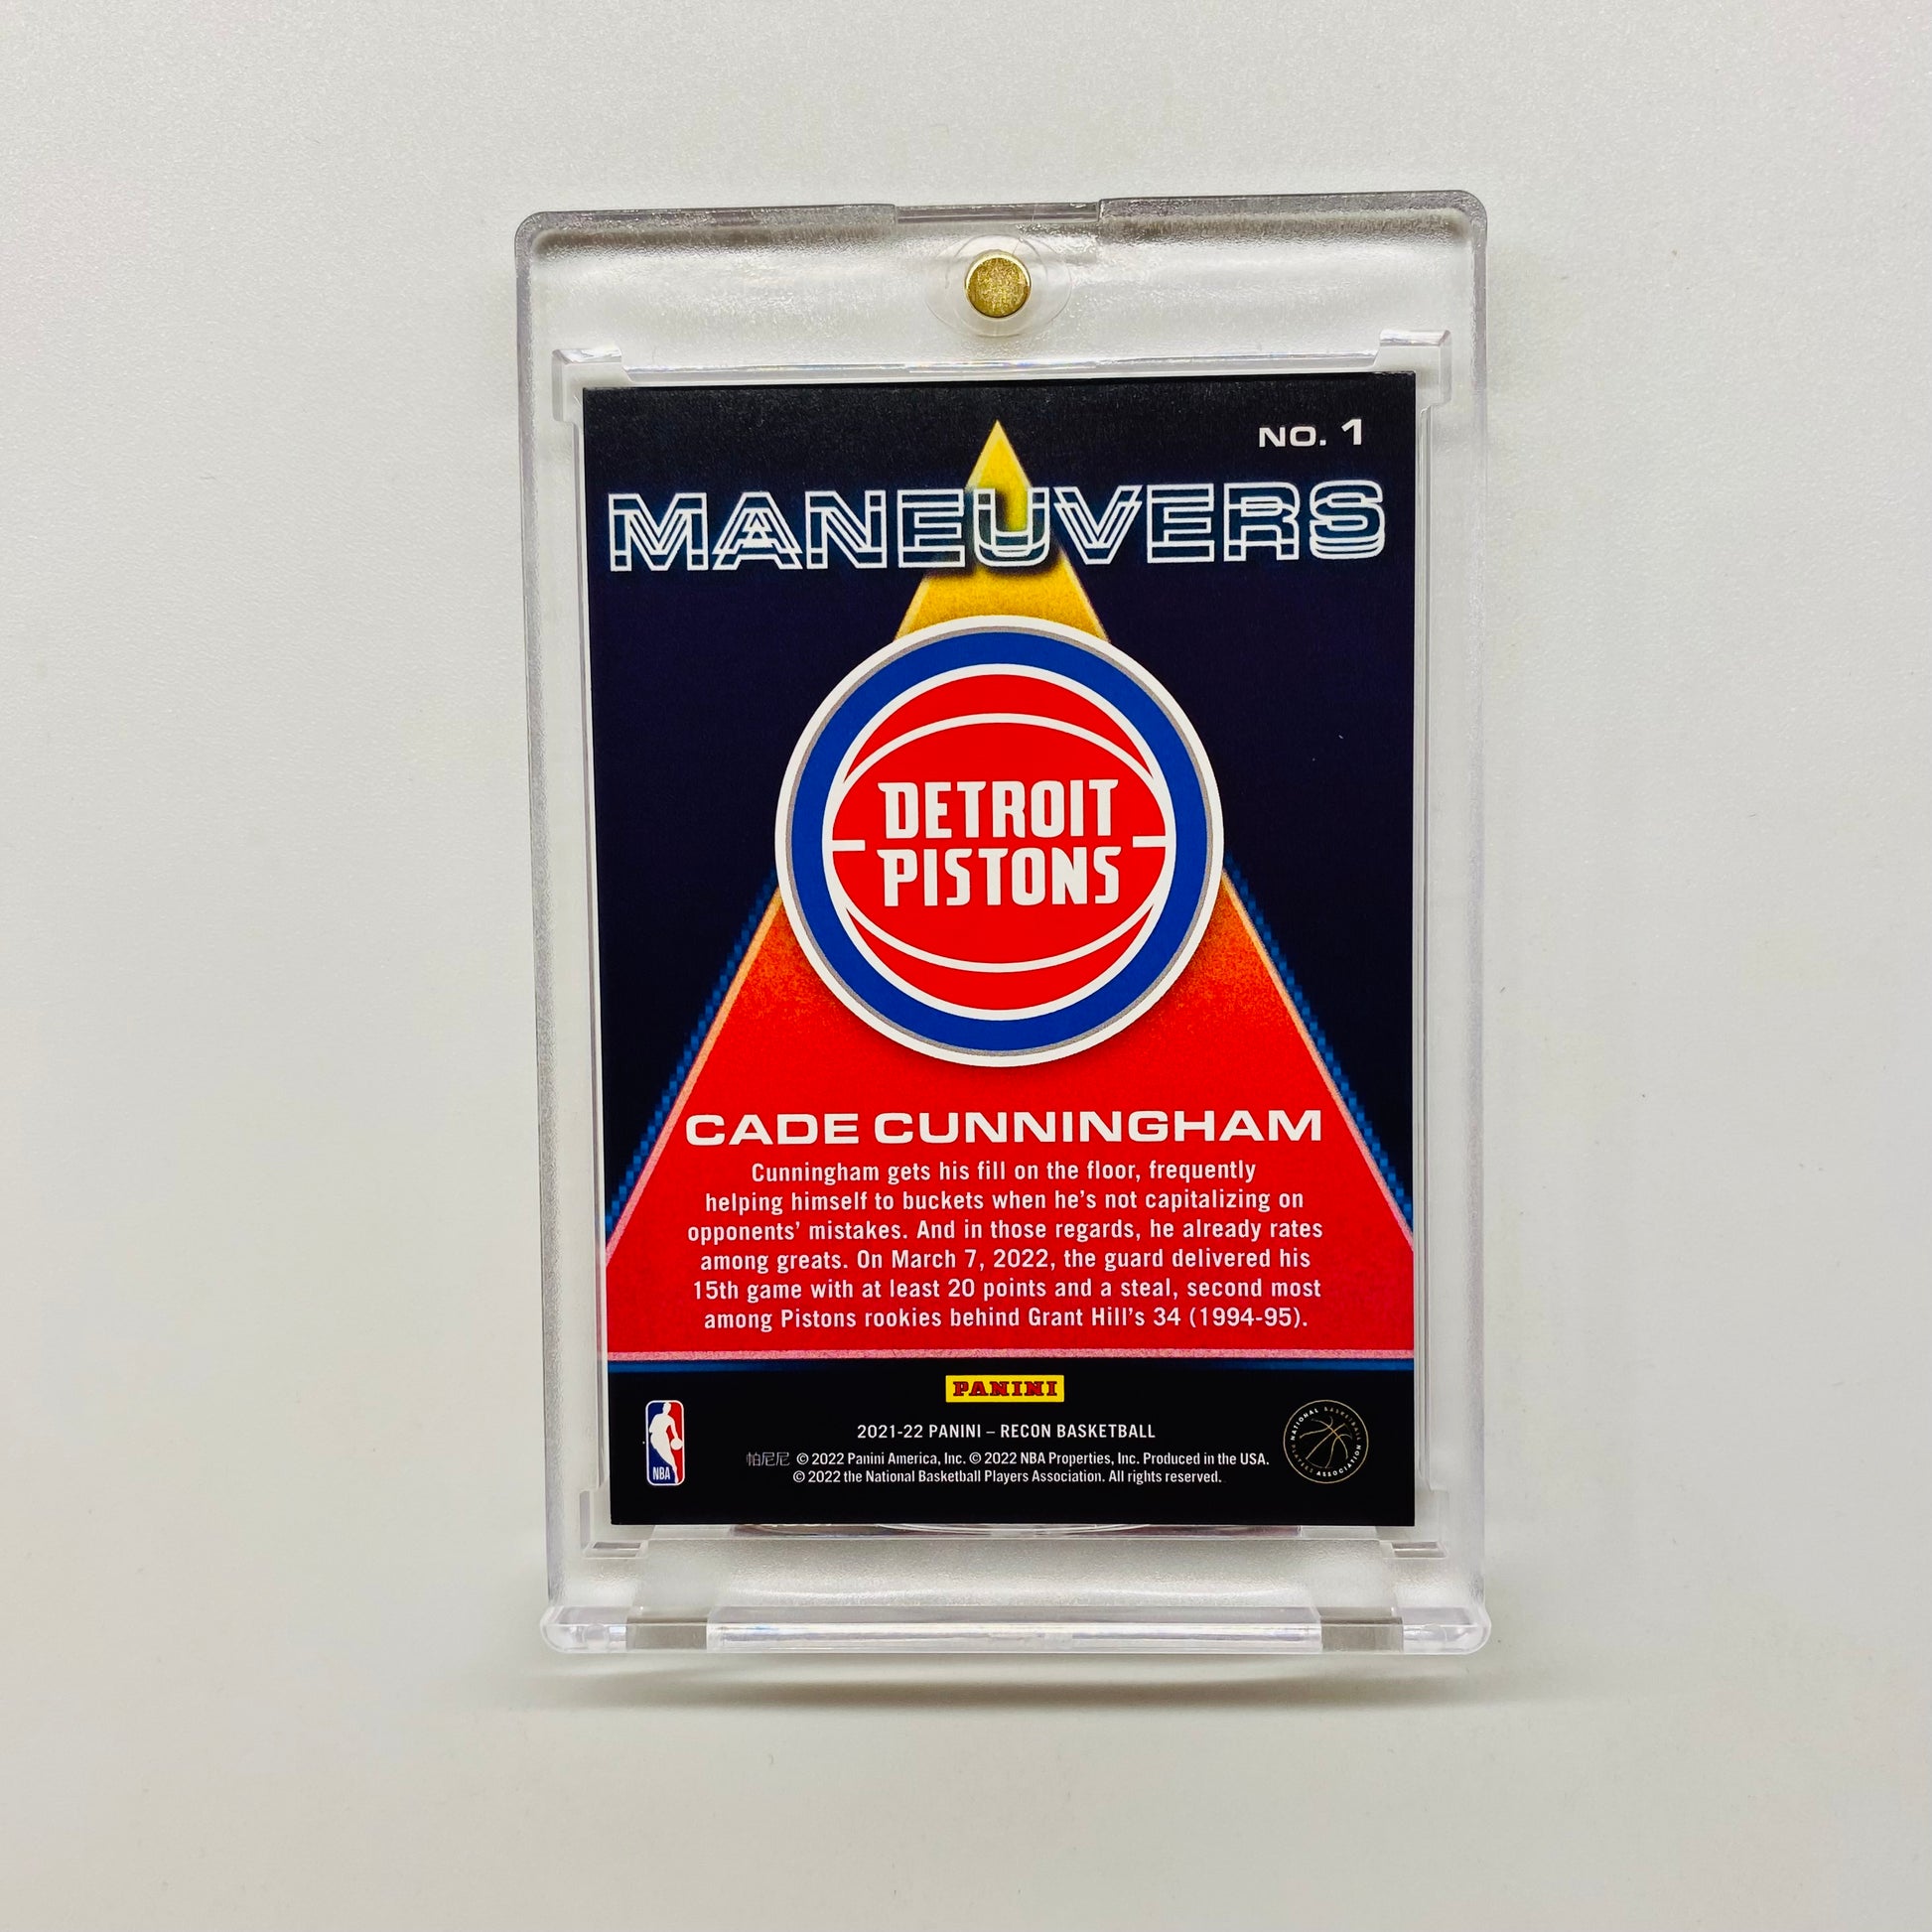 NO. 1
MANEUVERS
DETROIT
PISTONS
CADE CUNNINGHAM
Cunningham gets his fill on the floor, frequently
helping himself to buckets when he's not capitalizing on
opponents' mistakes. And in those regards, he already rates
among greats. On March 7, 2022, the guard delivered his
15th game with at least 20 points and a steal, second most
among Pistons rookies behind Grant Hill's 34 (1994-95).
PANINI
2021-22 PANINI – RECON BASKETBALL
帕尼尼 © 2022 Panini America, Inc. © 2022 NBA Properties, Inc. Produced in the USA.
© 2022 the National Basketball Players Association. All rights reserved.
NBA
NATIONAL BASKETBALL PLAYERS ASSOCIATION